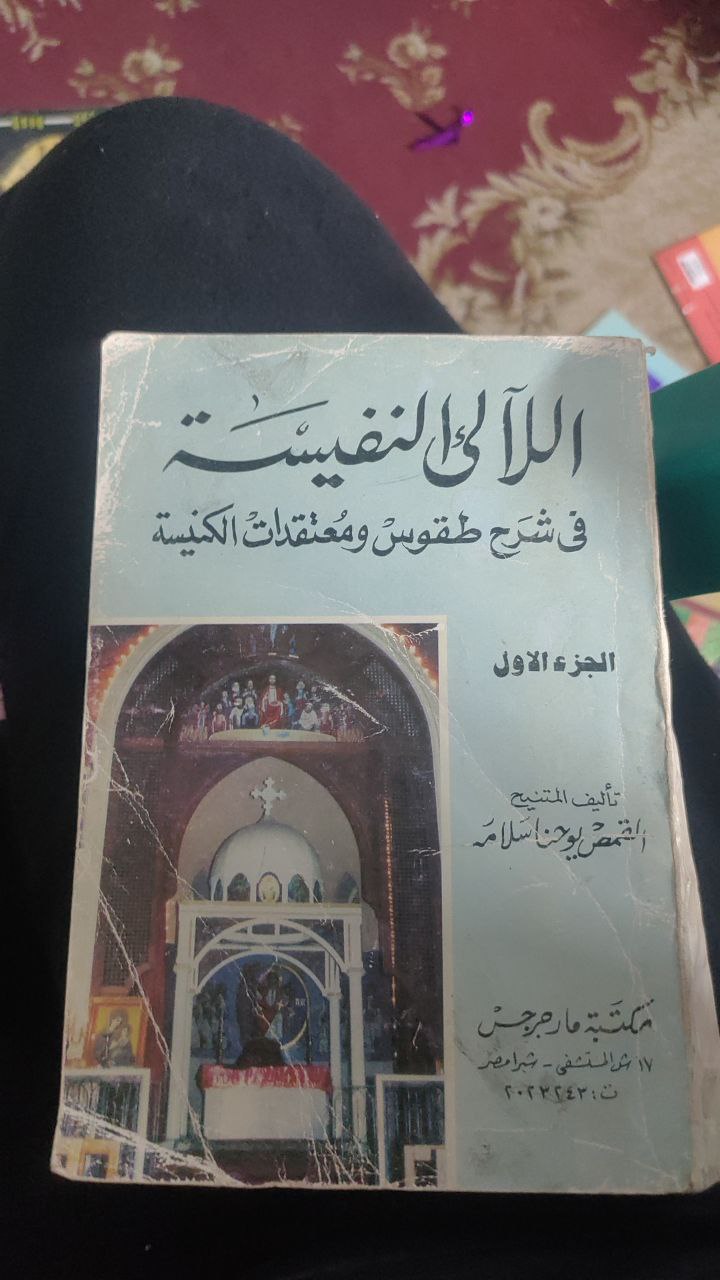 اللآلئ النفيسة
فى شرح طقوس ومعتقدات الكنيسة
الجزء الاول
تأليف المتنيح
القمص يوحنا سلامه
مكتبة مارجرجس
١٧ ش المستشفى - شبرا مصر
ت: ٢٠٢٣٢٤٣